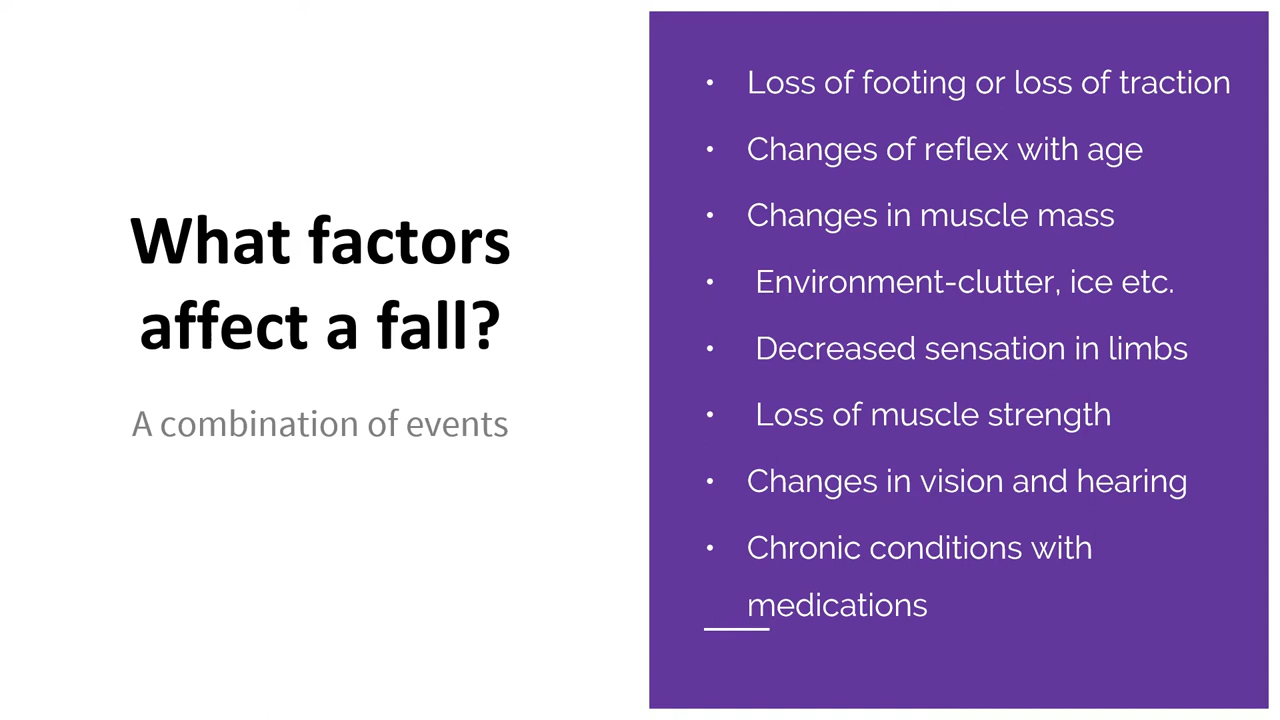 What factors
affect a fall?
A combination of events
• Loss of footing or loss of traction
• Changes of reflex with age
• Changes in muscle mass
• Environment-clutter, ice etc.
• Decreased sensation in limbs
• Loss of muscle strength
• Changes in vision and hearing
• Chronic conditions with
medications